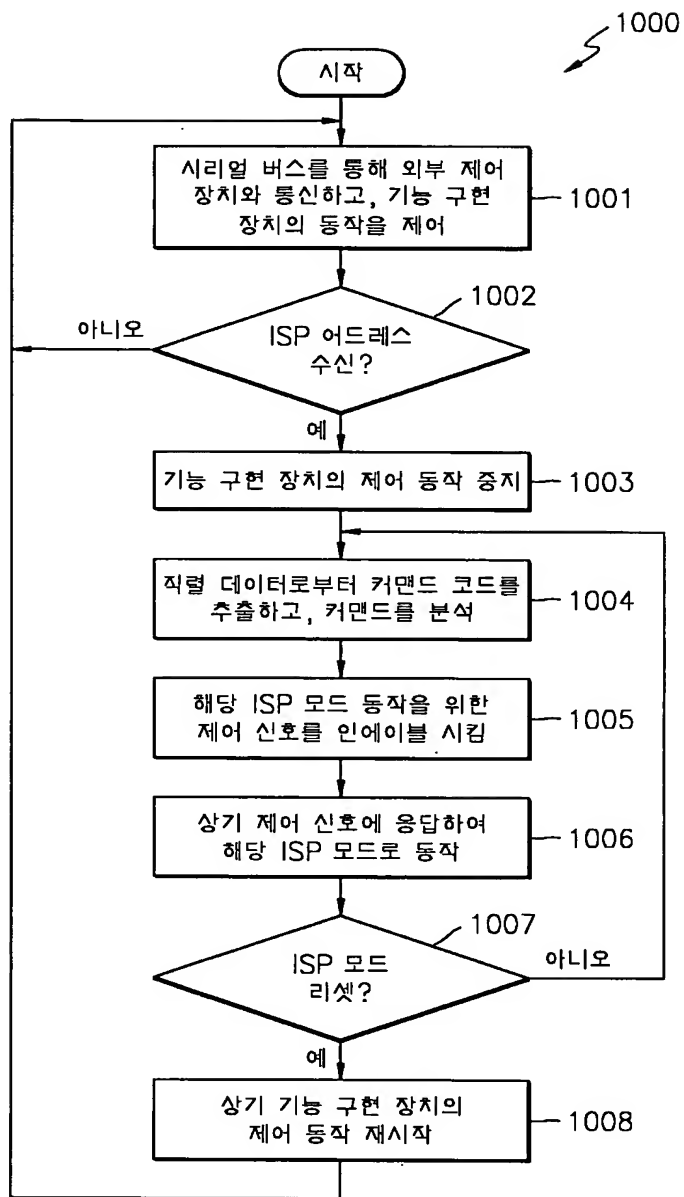 1000
시작
시리얼 버스를 통해 외부 제어
장치와 통신하고, 기능 구현
장치의 동작을 제어
1001
1002
ISP 어드레스
수신?
아니오
예
기능 구현 장치의 제어 동작 중지
1003
직렬 데이터로부터 커맨드 코드를
추출하고, 커맨드를 분석
1004
해당 ISP 모드 동작을 위한
제어 신호를 인에이블 시킴
1005
상기 제어 신호에 응답하여
해당 ISP 모드로 동작
1006
1007
ISP 모드
리셋?
아니오
예
상기 기능 구현 장치의
제어 동작 재시작
1008